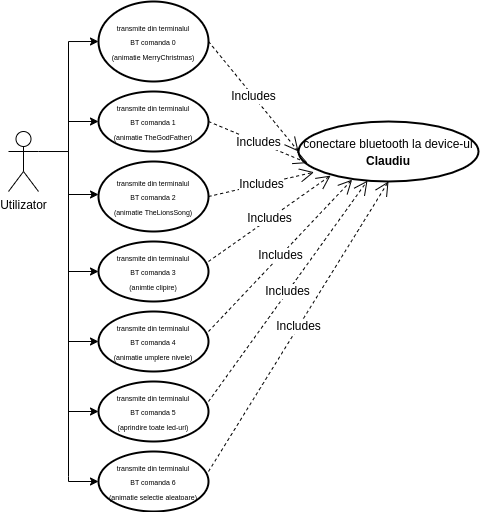 transmite din terminalul
BT comanda 0
(animatie MerryChristmas)
Includes
transmite din terminalul
BT comanda 1
(animatie TheGodFather)
Includes
conectare bluetooth la device-ul
Claudiu
Utilizator
transmite din terminalul
BT comanda 2
(animatie TheLionsSong)
Includes
Includes
transmite din terminalul
BT comanda 3
(animtie clipire)
Includes
transmite din terminalul
BT comanda 4
(animatie umplere nivele)
Includes
Includes
transmite din terminalul
BT comanda 5
(aprindire toate led-uri)
transmite din terminalul
BT comanda 6
(animatie selectie aleatoare)